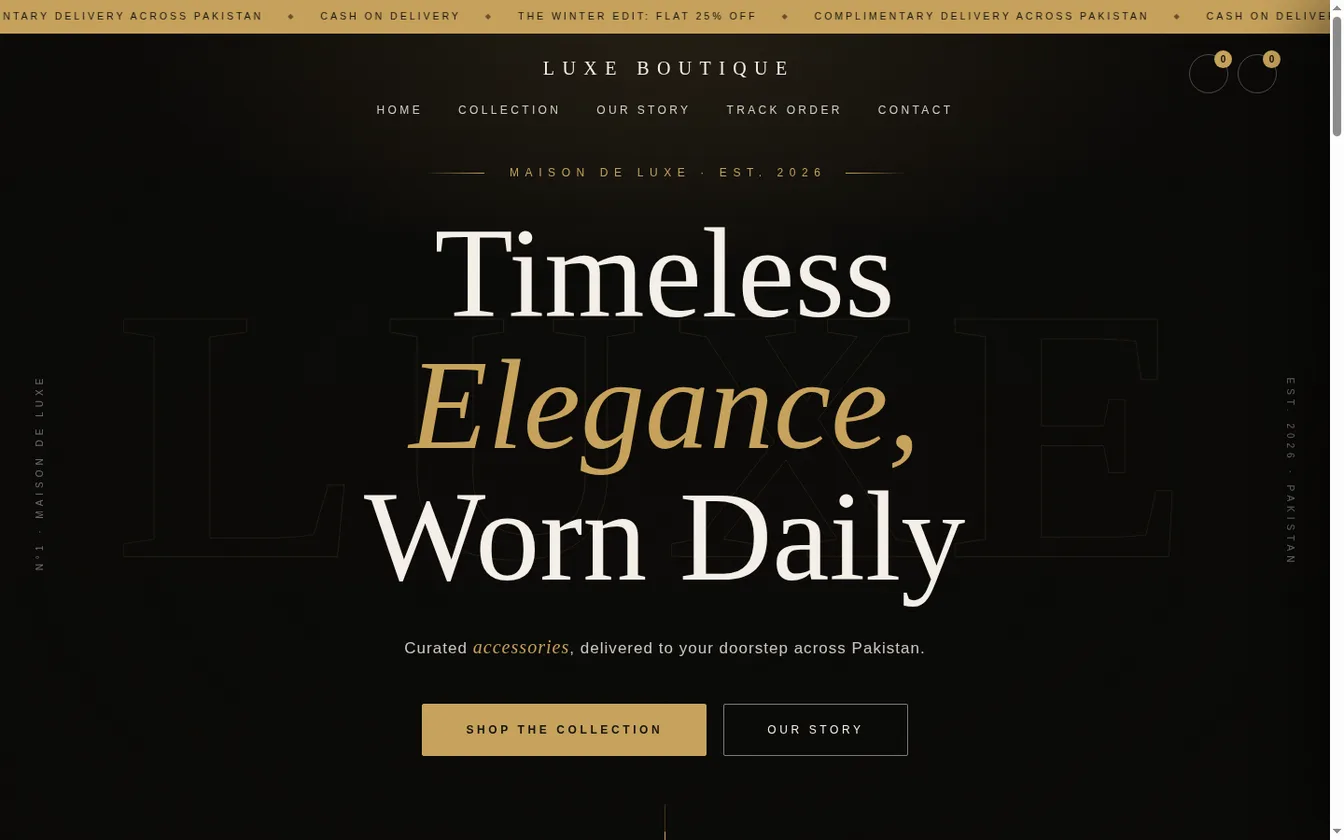 NTARY DELIVERY ACROSS PAKISTAN ◆ CASH ON DELIVERY ◆ THE WINTER EDIT: FLAT 25% OFF ◆ COMPLIMENTARY DELIVERY ACROSS PAKISTAN ◆ CASH ON DELIVER
LUXE BOUTIQUE
0 0
HOME COLLECTION OUR STORY TRACK ORDER CONTACT
MAISON DE LUXE · EST. 2026
Timeless
Elegance,
Worn Daily
LUXE
N°1 · MAISON DE LUXE
EST. 2026 · PAKISTAN
Curated accessories, delivered to your doorstep across Pakistan.
SHOP THE COLLECTION OUR STORY